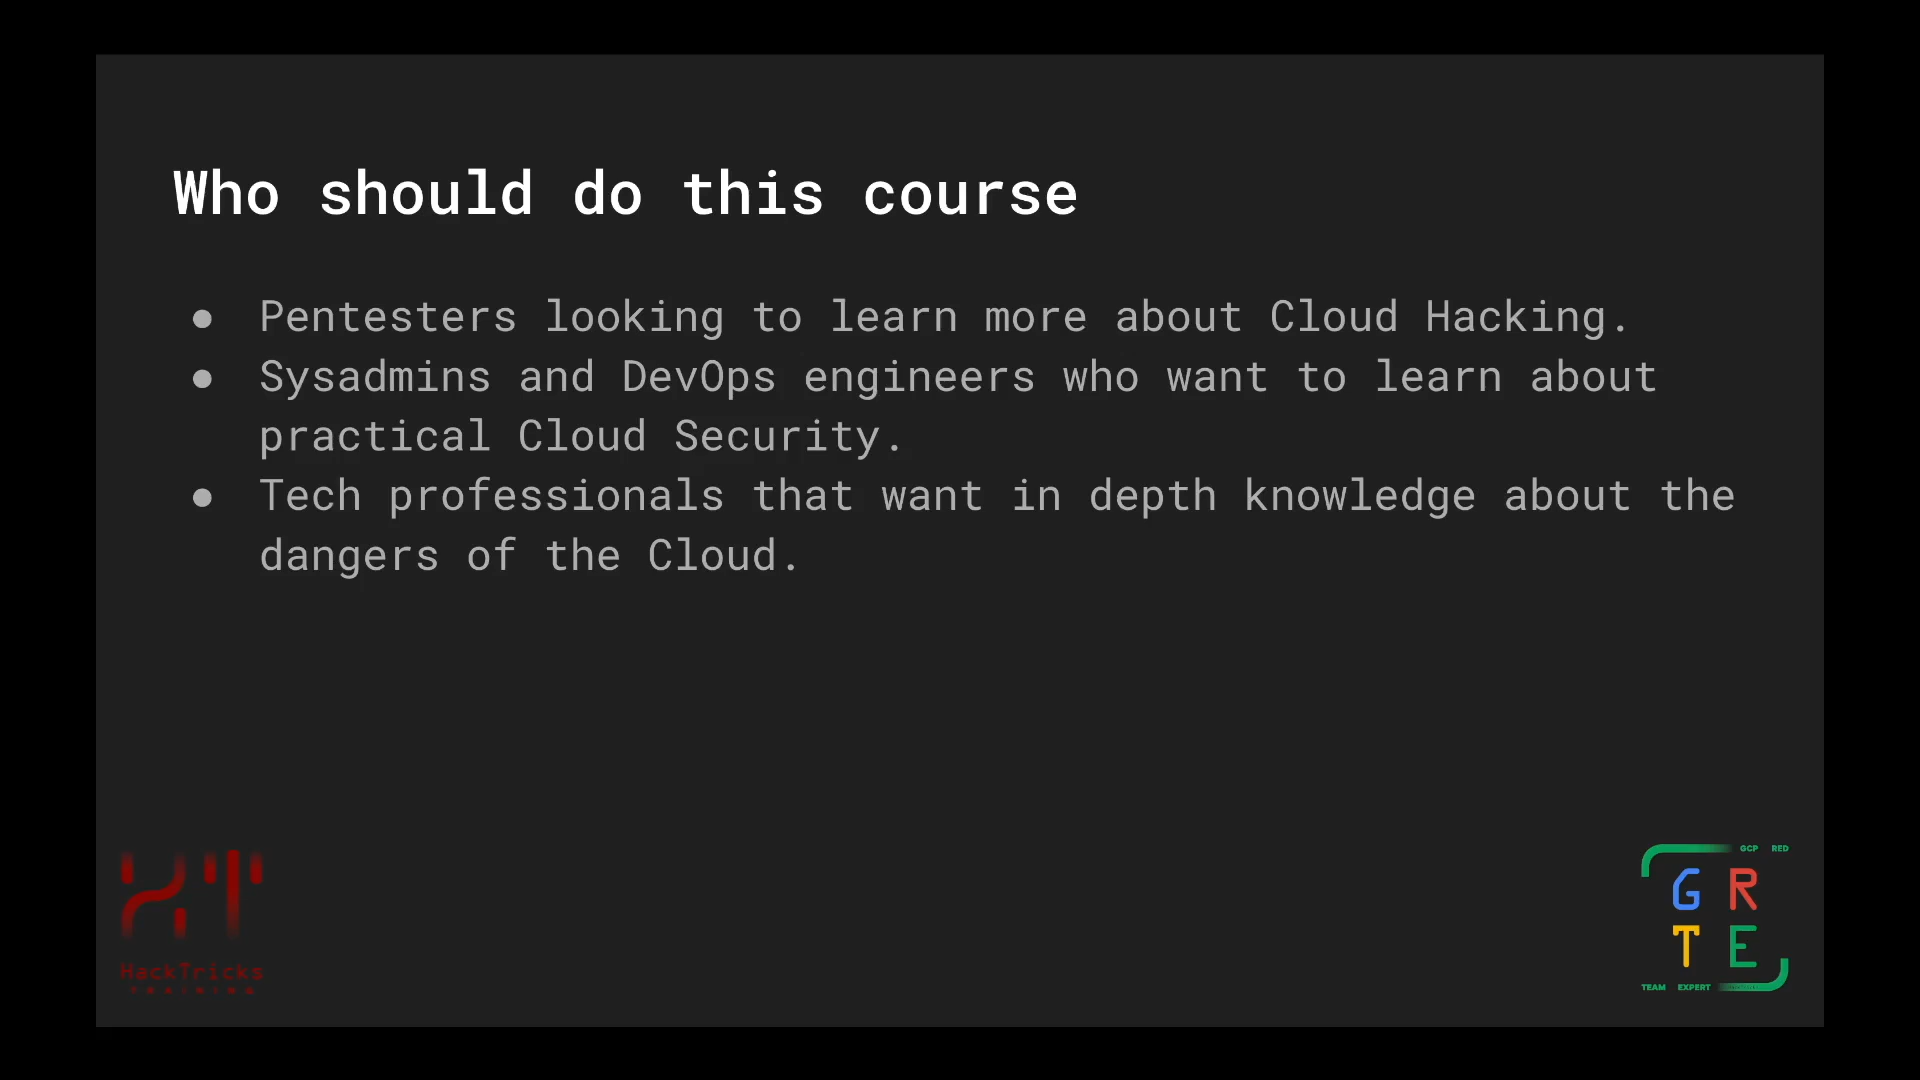 Who should do this course
● Pentesters looking to learn more about Cloud Hacking.
● Sysadmins and DevOps engineers who want to learn about
practical Cloud Security.
● Tech professionals that want in depth knowledge about the
dangers of the Cloud.
HackTricks
GCP RED
G R
T E
TEAM EXPERT